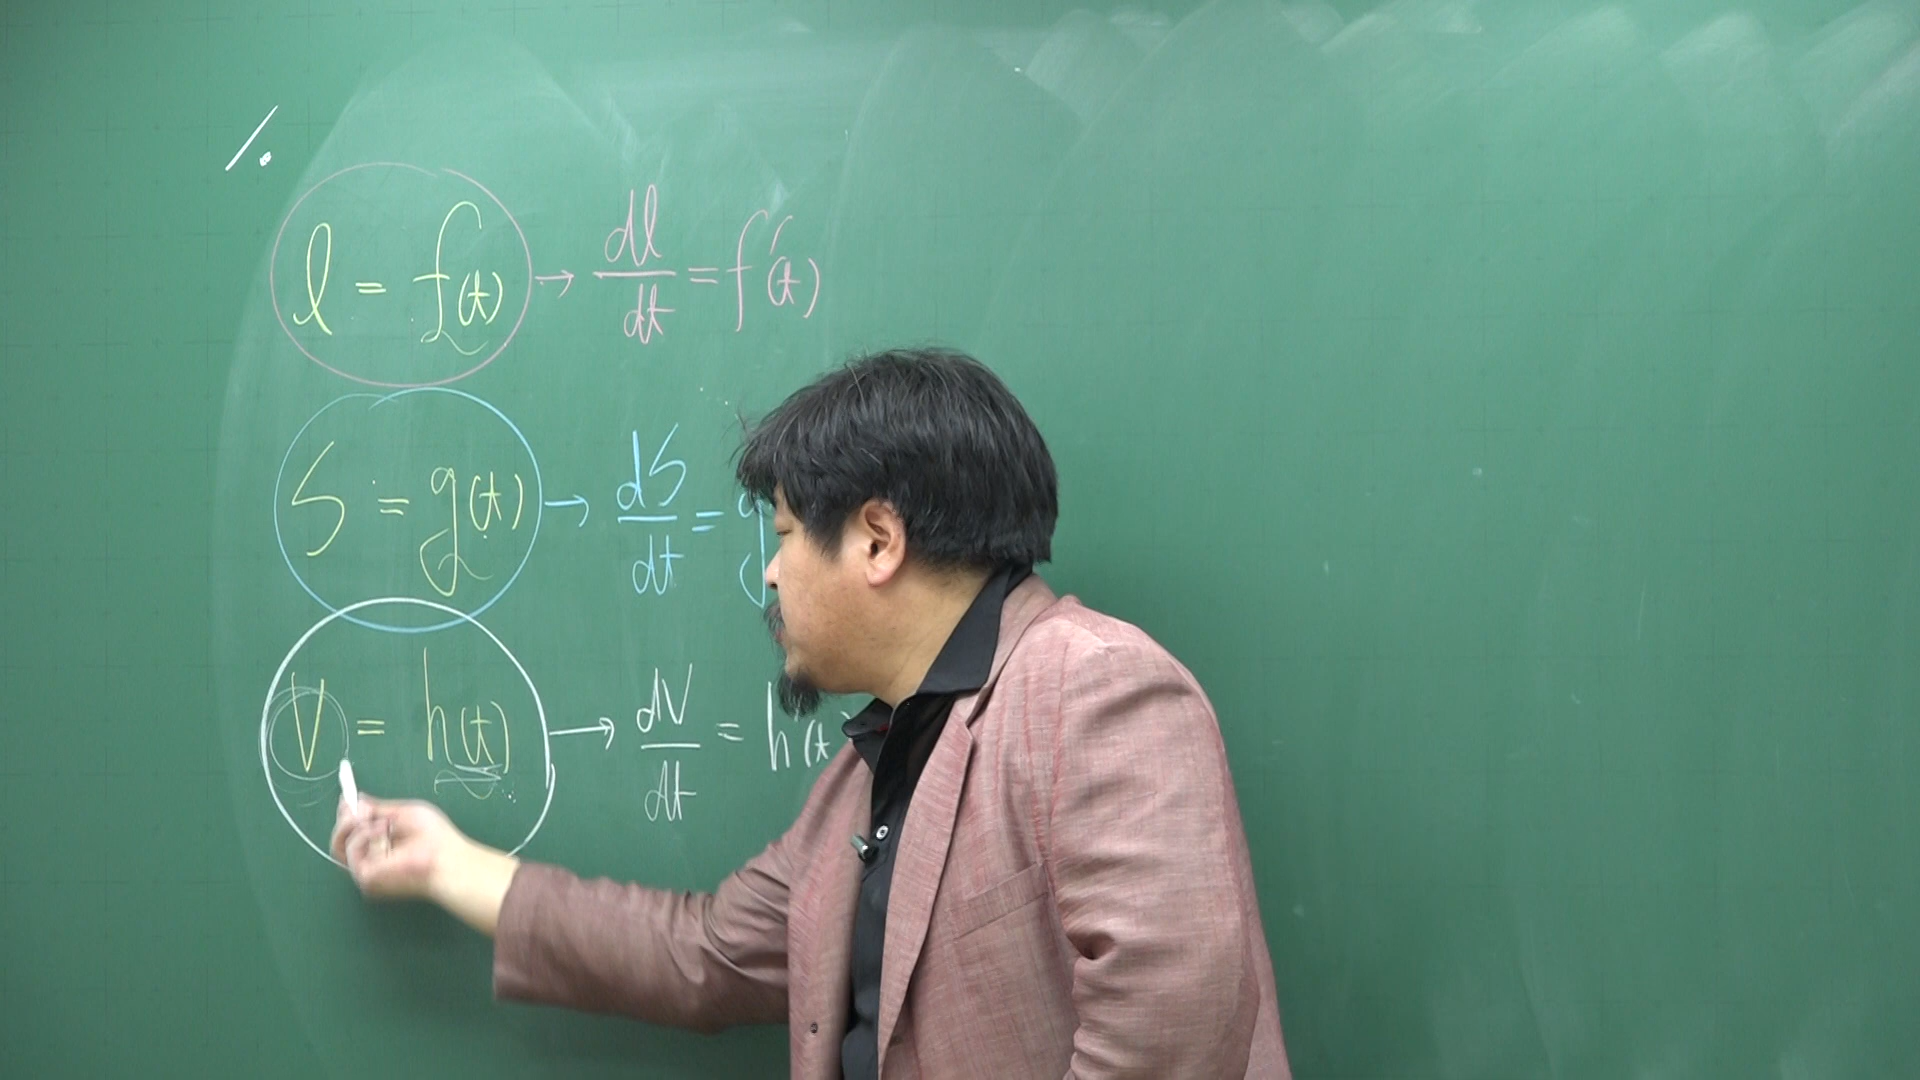 1.
l = f(t) → dl/dt = f'(t)
S = g(t) → dS/dt = g
V = h(t) → dV/dt = h'(t